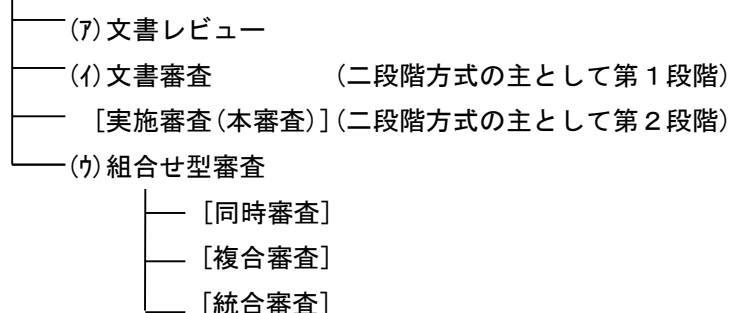 (ｱ)文書レビュー
(ｲ)文書審査　　　　(二段階方式の主として第１段階)
[実施審査(本審査)](二段階方式の主として第２段階)
(ｳ)組合せ型審査
[同時審査]
[複合審査]
[統合審査]